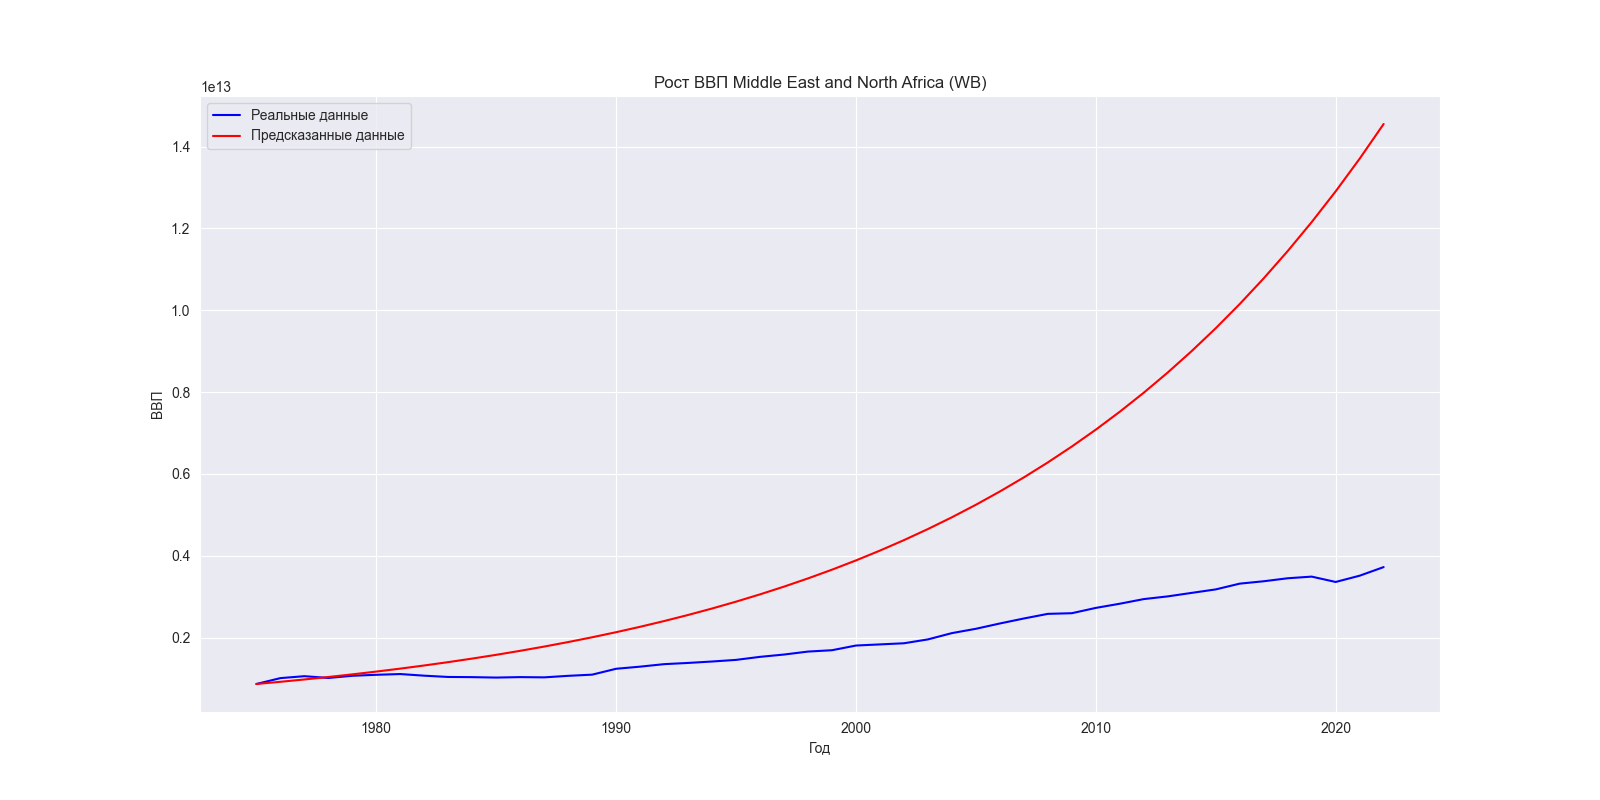 Рост ВВП Middle East and North Africa (WB)
1e13
Реальные данные
Предсказанные данные
1.4
1.2
1.0
0.8
0.6
0.4
0.2
ВВП
1980
1990
2000
2010
2020
Год